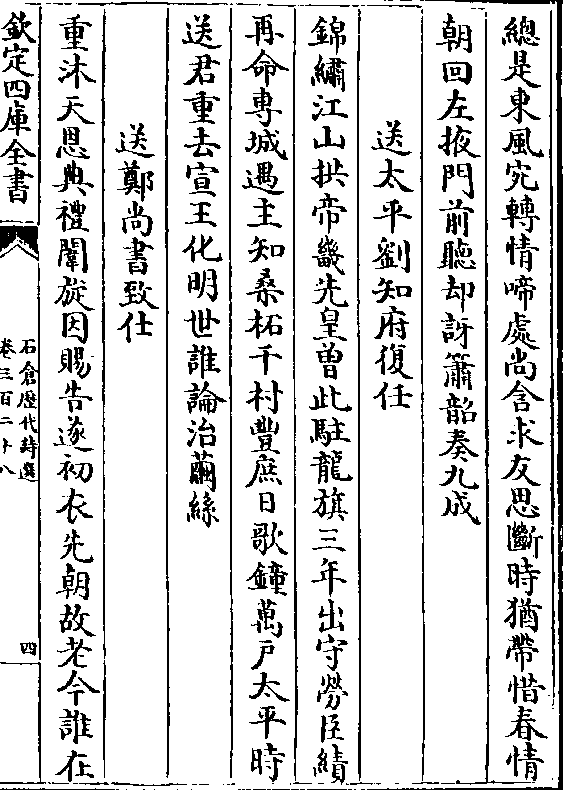 總是東風宛轉情啼處尚含求友思斷時猶帶惜春情
朝回左掖門前聽却訝簫韶奏九成
送太平劉知府復任
錦繡江山拱帝畿先皇曽此駐龍旗三年出守勞臣績
再命專城遇主知桑柘千村豐廡日歌鐘萬戶太平時
送君重去宣王化明世誰論治繭絲
送鄭尚書致仕
重沐天恩典禮闈旋因賜告遂初衣先朝故老今誰在
欽定四庫全書
石倉歴代詩選
卷三百二十八
四